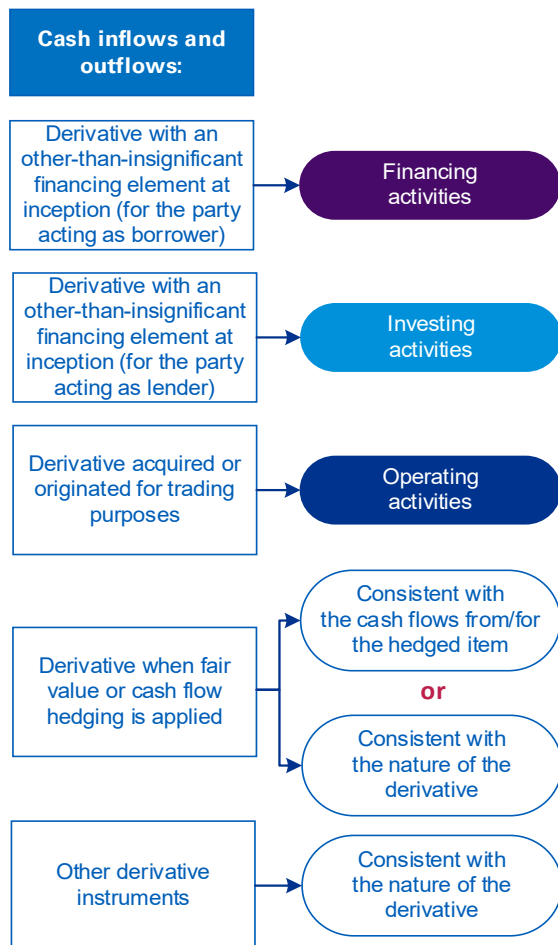 Cash inflows and
outflows:
Derivative with an
other-than-insignificant
financing element at
inception (for the party
acting as borrower)
Financing
activities
Derivative with an
other-than-insignificant
financing element at
inception (for the party
acting as lender)
Investing
activities
Derivative acquired or
originated for trading
purposes
Operating
activities
Derivative when fair
value or cash flow
hedging is applied
Consistent with
the cash flows from/for
the hedged item
or
Consistent with
the nature of the
derivative
Other derivative
instruments
Consistent with
the nature of the
derivative